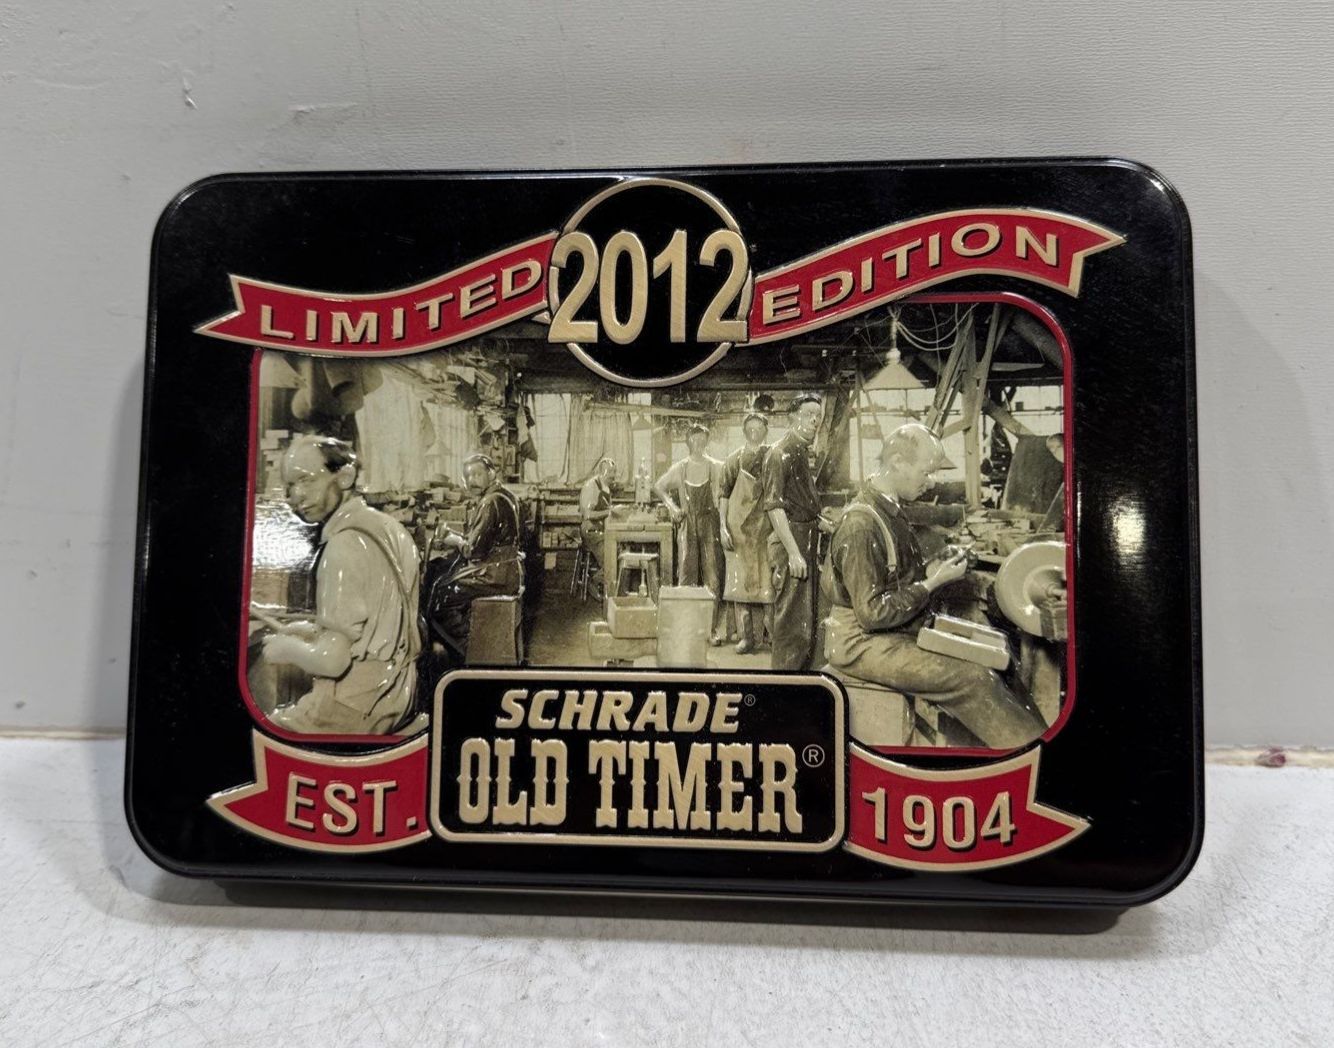 LIMITED 2012 EDITION
SCHRADE®
OLD TIMER®
EST. 1904